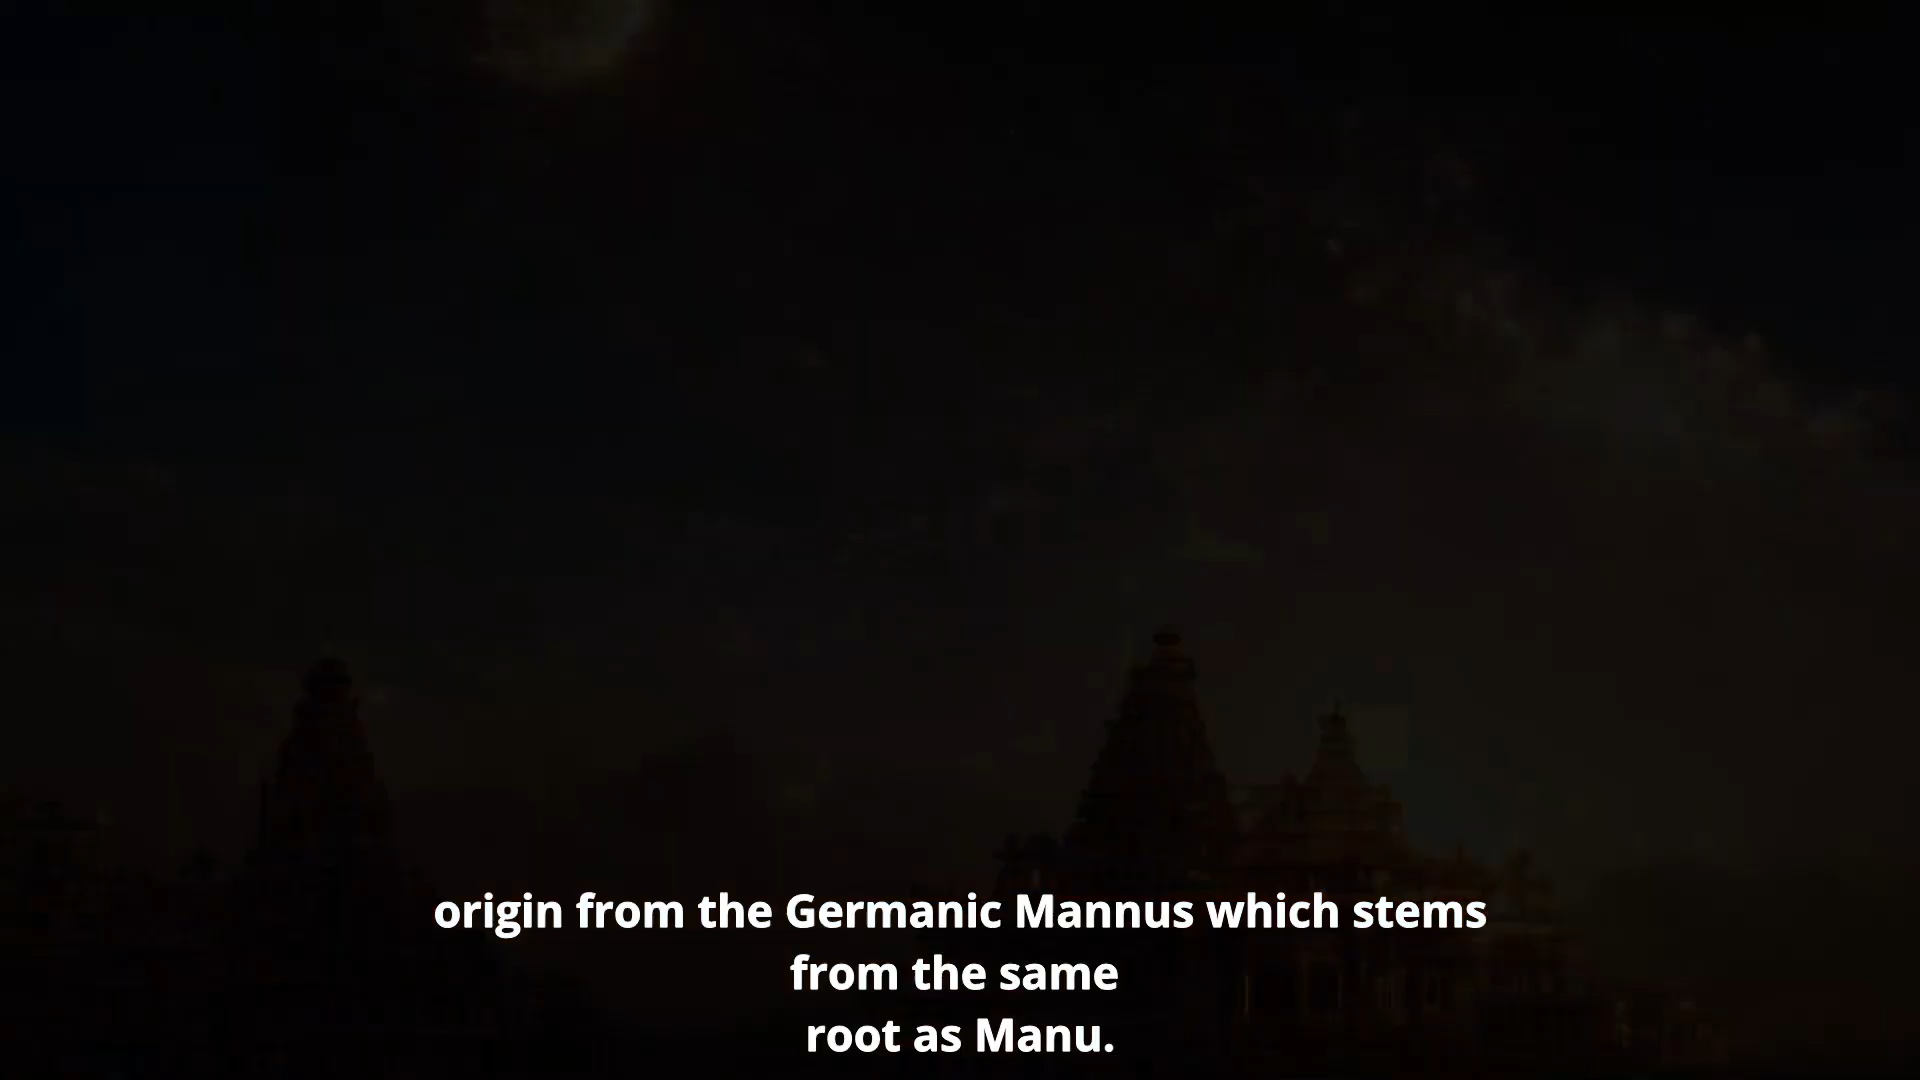 origin from the Germanic Mannus which stems
from the same
root as Manu.